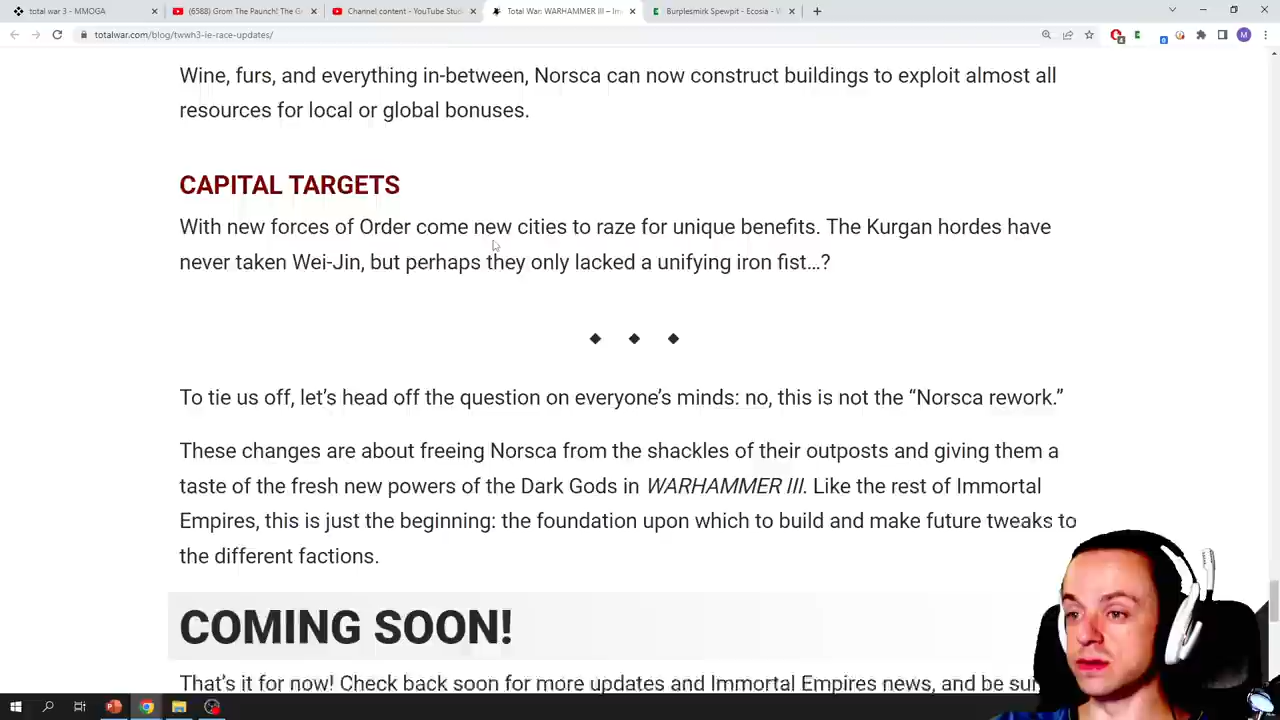 total war 3 - MMOGA
(6588) Grom The Paunch! The G
Channel content - YouTube Stud
Total War: WARHAMMER III – Im
Burplesmirk Spewpit - Ecosia - V
totalwar.com/blog/twwh3-ie-race-updates/
M
Wine, furs, and everything in-between, Norsca can now construct buildings to exploit almost all
resources for local or global bonuses.
CAPITAL TARGETS
With new forces of Order come new cities to raze for unique benefits. The Kurgan hordes have
never taken Wei-Jin, but perhaps they only lacked a unifying iron fist…?
To tie us off, let’s head off the question on everyone’s minds: no, this is not the “Norsca rework.”
These changes are about freeing Norsca from the shackles of their outposts and giving them a
taste of the fresh new powers of the Dark Gods in WARHAMMER III. Like the rest of Immortal
Empires, this is just the beginning: the foundation upon which to build and make future tweaks to
the different factions.
COMING SOON!
That’s it for now! Check back soon for more updates and Immortal Empires news, and be sur